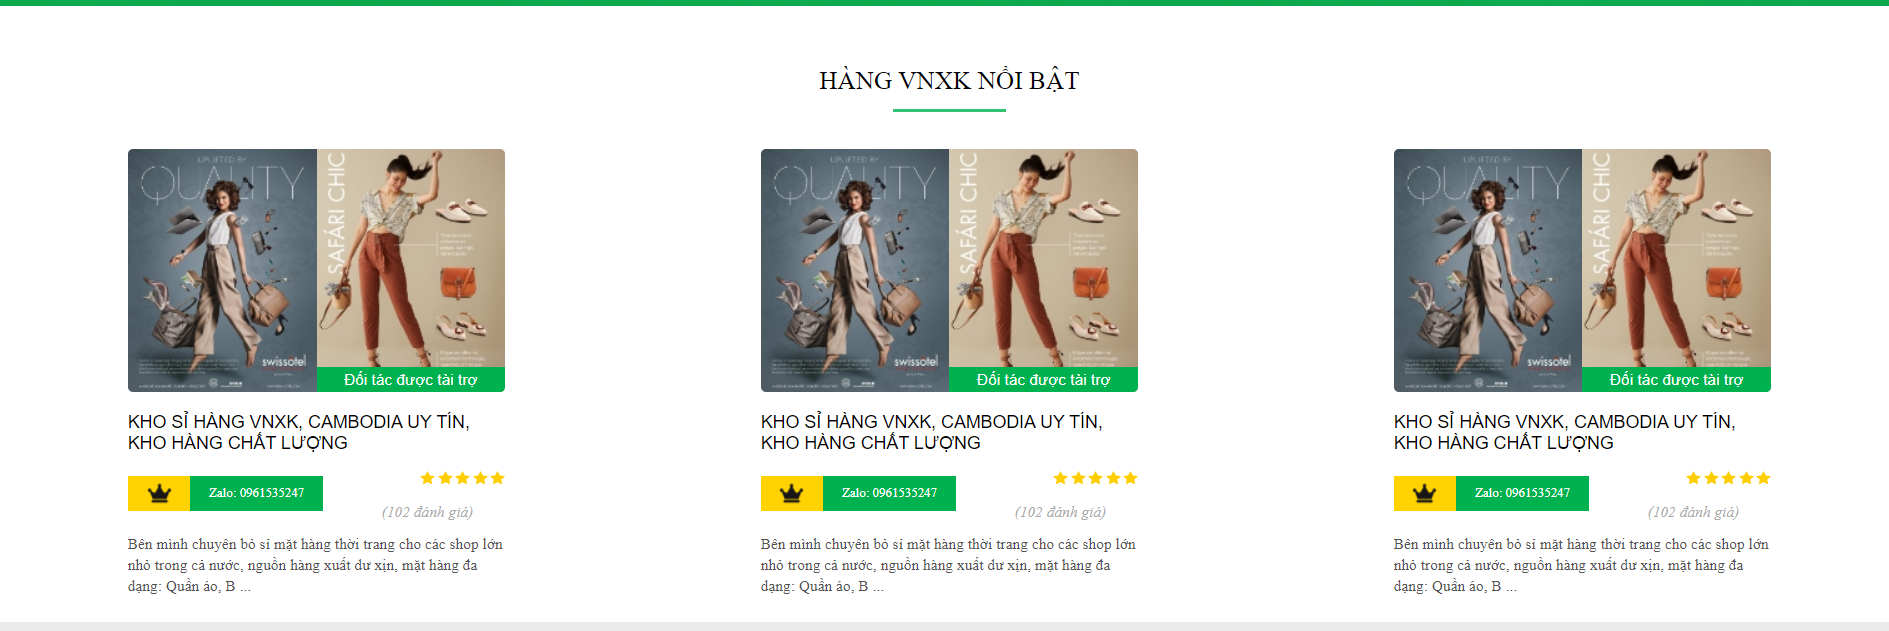 HÀNG VNXK NỔI BẬT
UPLIFTED BY
QUALITY
SAFÁRI CHIC
swissotel
Đối tác được tài trợ
KHO SỈ HÀNG VNXK, CAMBODIA UY TÍN,
KHO HÀNG CHẤT LƯỢNG
Zalo: 0961535247
(102 đánh giá)
Bên mình chuyên bỏ sỉ mặt hàng thời trang cho các shop lớn
nhỏ trong cả nước, nguồn hàng xuất dư xịn, mặt hàng đa
dạng: Quần áo, B ...
UPLIFTED BY
QUALITY
SAFÁRI CHIC
swissotel
Đối tác được tài trợ
KHO SỈ HÀNG VNXK, CAMBODIA UY TÍN,
KHO HÀNG CHẤT LƯỢNG
Zalo: 0961535247
(102 đánh giá)
Bên mình chuyên bỏ sỉ mặt hàng thời trang cho các shop lớn
nhỏ trong cả nước, nguồn hàng xuất dư xịn, mặt hàng đa
dạng: Quần áo, B ...
UPLIFTED BY
QUALITY
SAFÁRI CHIC
swissotel
Đối tác được tài trợ
KHO SỈ HÀNG VNXK, CAMBODIA UY TÍN,
KHO HÀNG CHẤT LƯỢNG
Zalo: 0961535247
(102 đánh giá)
Bên mình chuyên bỏ sỉ mặt hàng thời trang cho các shop lớn
nhỏ trong cả nước, nguồn hàng xuất dư xịn, mặt hàng đa
dạng: Quần áo, B ...